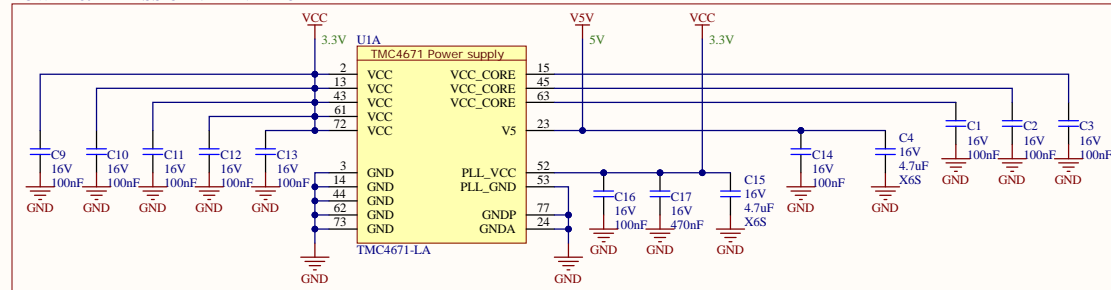 VCC V5V VCC
3.3V 5V 3.3V
U1A
TMC4671 Power supply
2 VCC VCC_CORE 15
13 VCC VCC_CORE 45
43 VCC VCC_CORE 63
61 VCC
72 VCC V5 23
C9 C10 C11 C12 C13 C14 C4 C1 C2 C3
16V 16V 16V 16V 16V 16V 16V 16V 16V 16V
100nF 100nF 100nF 100nF 100nF 100nF 4.7uF 100nF 100nF 100nF
X6S
GND GND GND GND GND GND GND GND GND GND
3 GND PLL_VCC 52
14 GND PLL_GND 53
44 GND
62 GND GNDP 77
73 GND GNDA 24
C16 C17 C15
16V 16V 16V
100nF 470nF 4.7uF
X6S
GND GND GND
TMC4671-LA
GND GND